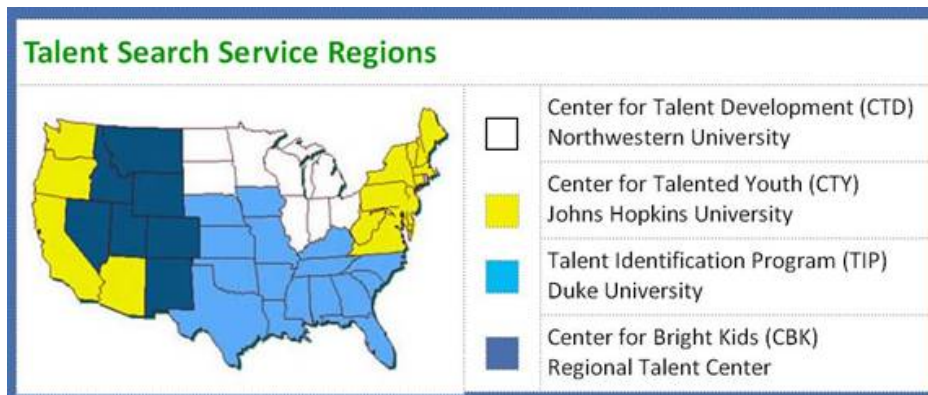 Talent Search Service Regions
Center for Talent Development (CTD)
Northwestern University
Center for Talented Youth (CTY)
Johns Hopkins University
Talent Identification Program (TIP)
Duke University
Center for Bright Kids (CBK)
Regional Talent Center